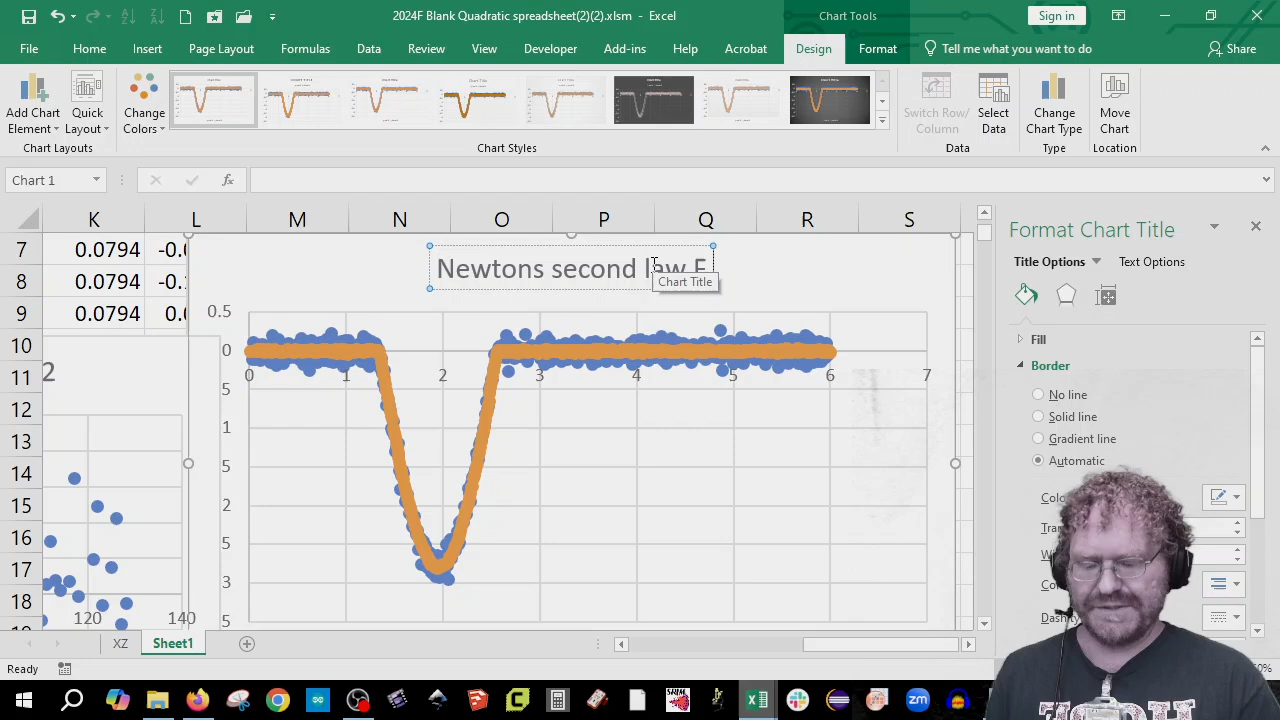 2024F Blank Quadratic spreadsheet(2)(2).xlsm - Excel
Chart Tools
Sign in
File Home Insert Page Layout Formulas Data Review View Developer Add-ins Help Acrobat Design Format Tell me what you want to do Share
Add Chart Element
Quick Layout
Change Colors
Switch Row/ Column
Select Data
Change Chart Type
Move Chart
Chart Layouts
Chart Styles
Data
Type
Location
Chart 1
fx
K L M N O P Q R S
7 0.0794
8 0.0794
9 0.0794
10
11
12
13
14
15
16
17
18
2
120 140
Newtons second law F
Chart Title
0.5
0
5
1
5
2
5
3
5
0 1 2 3 4 5 6 7
Format Chart Title
Title Options Text Options
Fill
Border
No line
Solid line
Gradient line
Automatic
XZ Sheet1
Ready